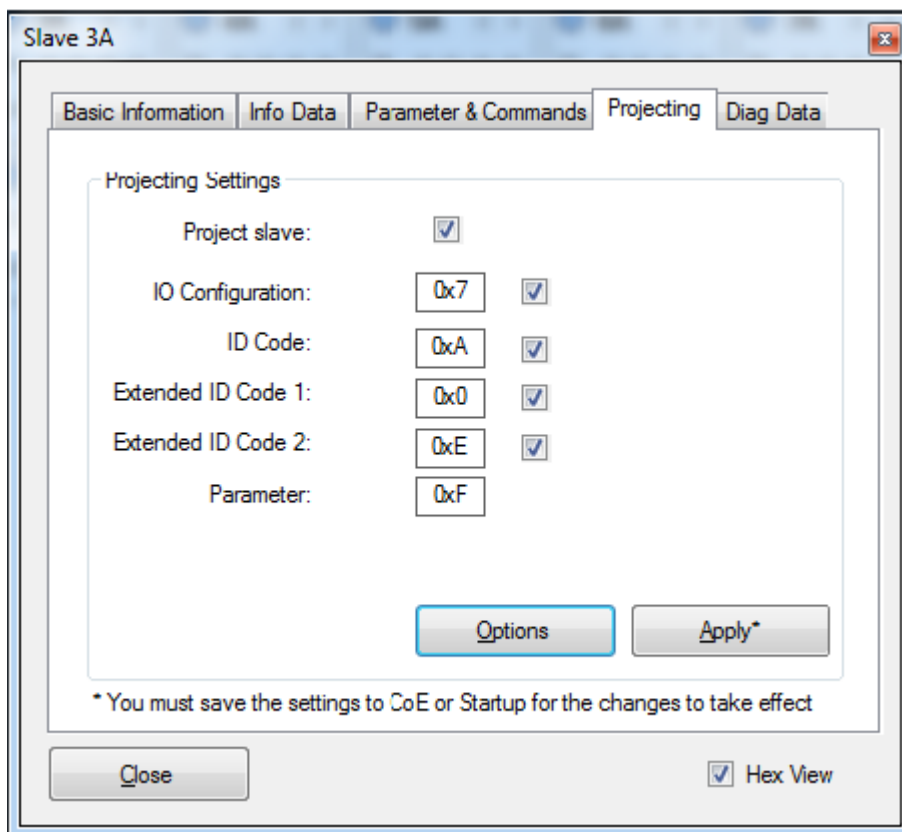 Slave 3A
Basic Information Info Data Parameter & Commands Projecting Diag Data
Projecting Settings
Project slave:
IO Configuration: 0x7
ID Code: 0xA
Extended ID Code 1: 0x0
Extended ID Code 2: 0xE
Parameter: 0xF
Options Apply*
* You must save the settings to CoE or Startup for the changes to take effect
Close Hex View